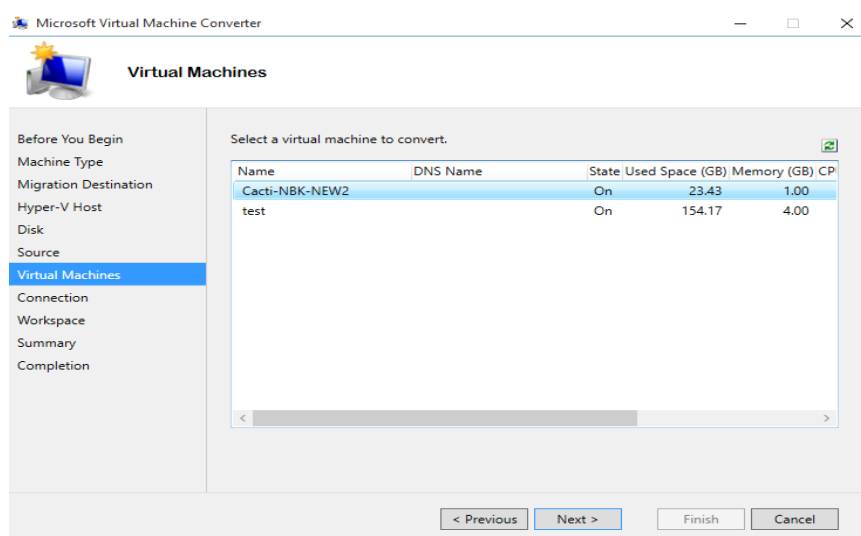 Microsoft Virtual Machine Converter
Virtual Machines
Before You Begin
Machine Type
Migration Destination
Hyper-V Host
Disk
Source
Virtual Machines
Connection
Workspace
Summary
Completion
Select a virtual machine to convert.
Name DNS Name State Used Space (GB) Memory (GB) CP
Cacti-NBK-NEW2 On 23.43 1.00
test On 154.17 4.00
< Previous Next > Finish Cancel